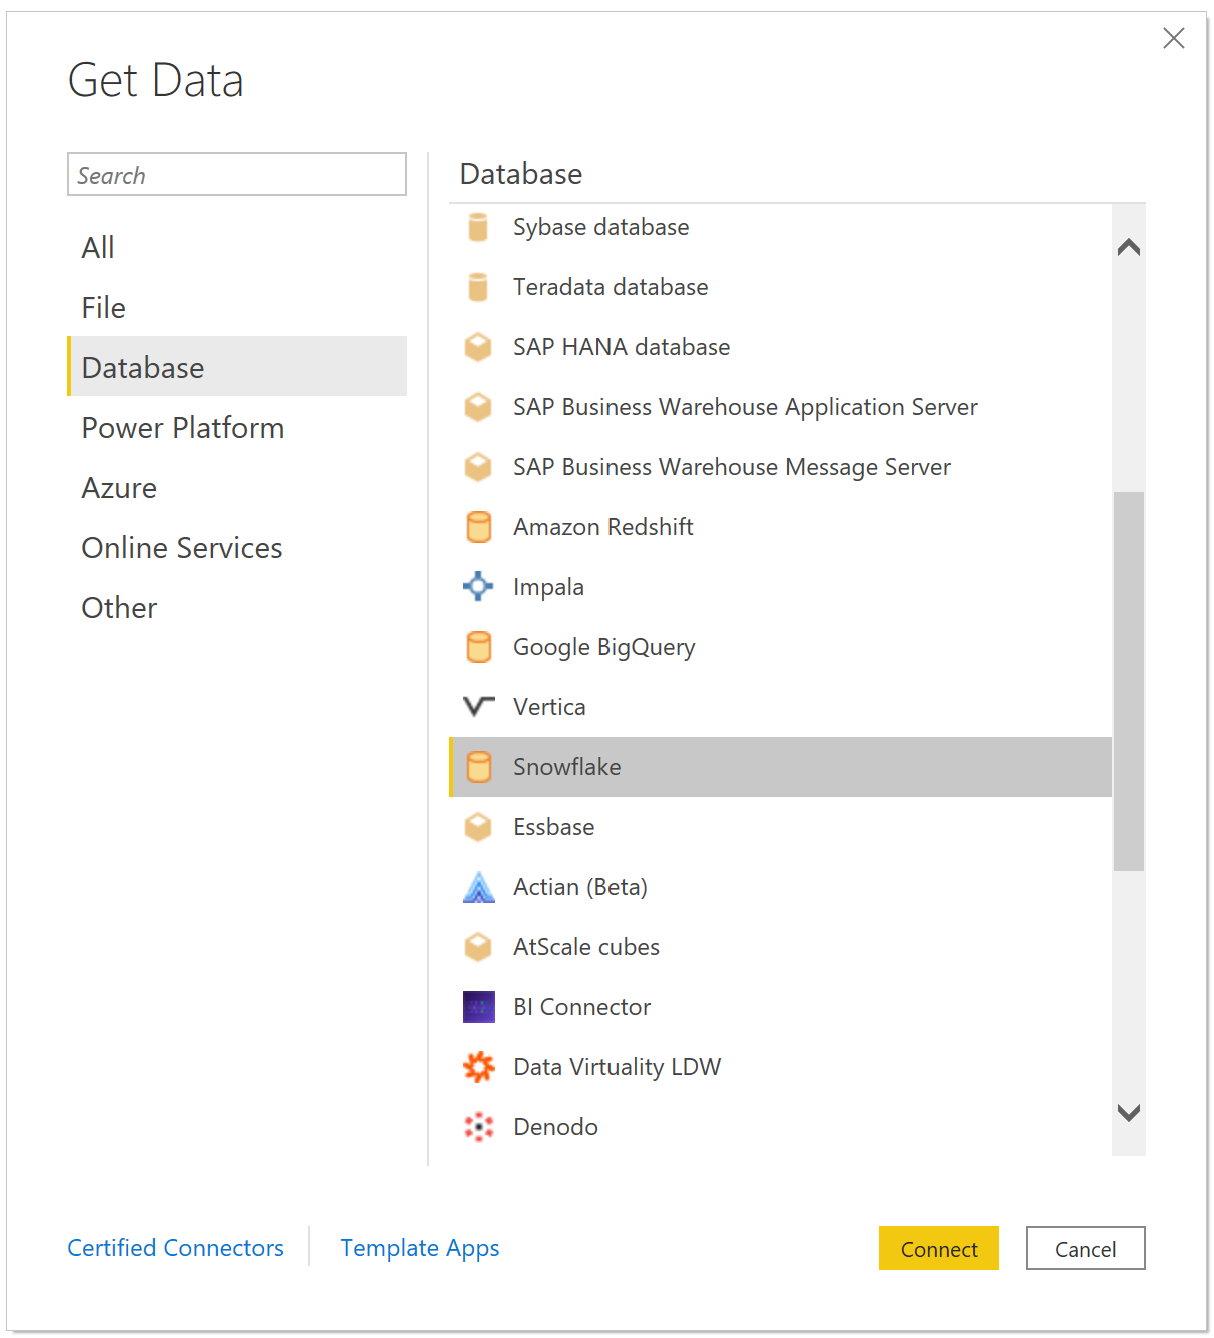 Get Data
Search
All
File
Database
Power Platform
Azure
Online Services
Other
Database
Sybase database
Teradata database
SAP HANA database
SAP Business Warehouse Application Server
SAP Business Warehouse Message Server
Amazon Redshift
Impala
Google BigQuery
Vertica
Snowflake
Essbase
Actian (Beta)
AtScale cubes
BI Connector
Data Virtuality LDW
Denodo
Certified Connectors
Template Apps
Connect
Cancel